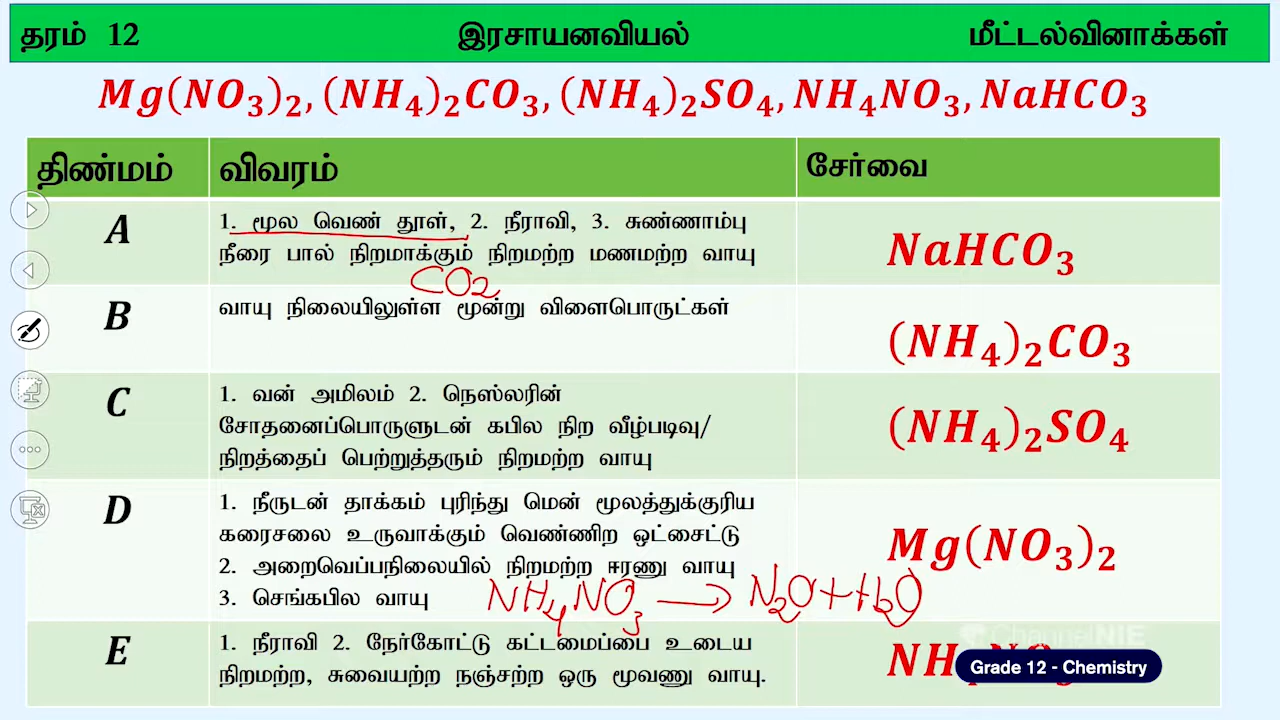 தரம் 12 இரசாயனவியல் மீட்டல்வினாக்கள்
Mg(NO₃)₂, (NH₄)₂CO₃, (NH₄)₂SO₄, NH₄NO₃, NaHCO₃
திண்மம் விவரம் சேர்வை
A 1. மூல வெண் தூள், 2. நீராவி, 3. சுண்ணாம்பு
நீரை பால் நிறமாக்கும் நிறமற்ற மணமற்ற வாயு
NaHCO₃
CO₂
B வாயு நிலையிலுள்ள மூன்று விளைபொருட்கள்
(NH₄)₂CO₃
C 1. வன் அமிலம் 2. நெஸ்லரின்
சோதனைப்பொருளுடன் கபில நிற வீழ்படிவு/
நிறத்தைப் பெற்றுத்தரும் நிறமற்ற வாயு
(NH₄)₂SO₄
D 1. நீருடன் தாக்கம் புரிந்து மென் மூலத்துக்குரிய
கரைசலை உருவாக்கும் வெண்ணிற ஒட்சைட்டு
2. அறைவெப்பநிலையில் நிறமற்ற ஈரணு வாயு
3. செங்கபில வாயு
Mg(NO₃)₂
NH₄NO₃ → N₂O + H₂O
E 1. நீராவி 2. நேர்கோட்டு கட்டமைப்பை உடைய
நிறமற்ற, சுவையற்ற நஞ்சற்ற ஒரு மூவணு வாயு.
Channel NIE
Grade 12 - Chemistry